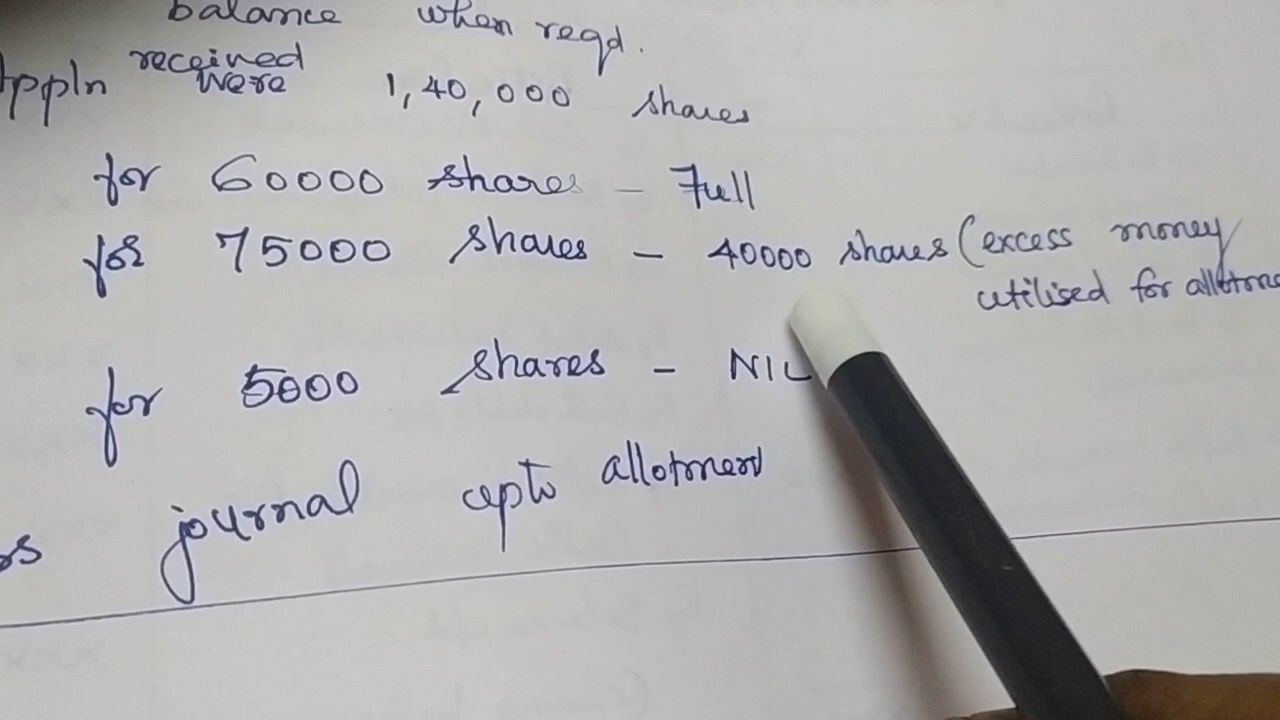 balance when reqd.
Appln received were 1,40,000 shares
for 60000 shares – Full
for 75000 shares – 40000 shares (excess money
utilised for allotm
for 5000 shares – NIL
journal upto allotment